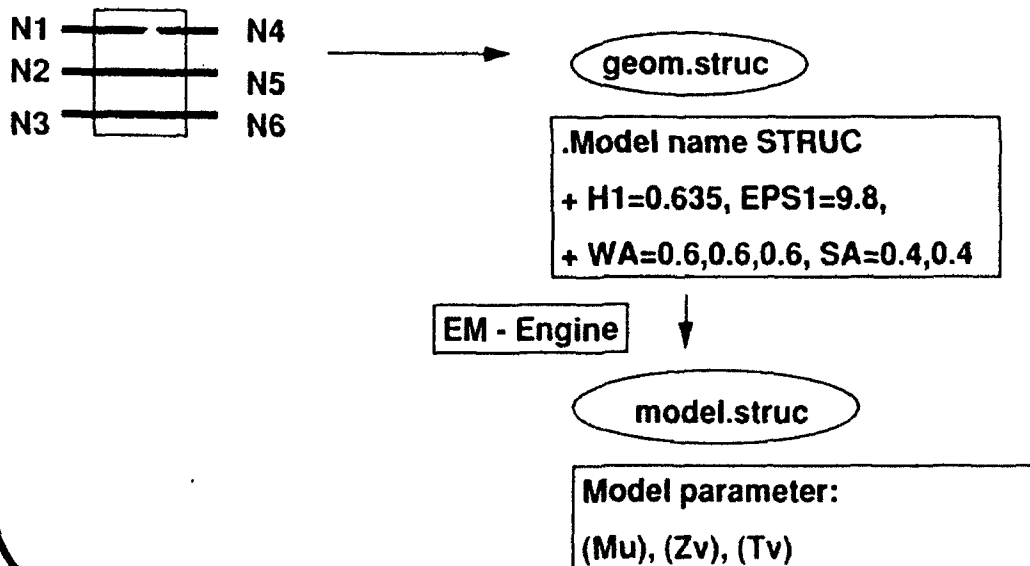 N1 N4
N2 N5
N3 N6
geom.struc
.Model name STRUC
+ H1=0.635, EPS1=9.8,
+ WA=0.6,0.6,0.6, SA=0.4,0.4
EM - Engine
model.struc
Model parameter:
(Mu), (Zv), (Tv)